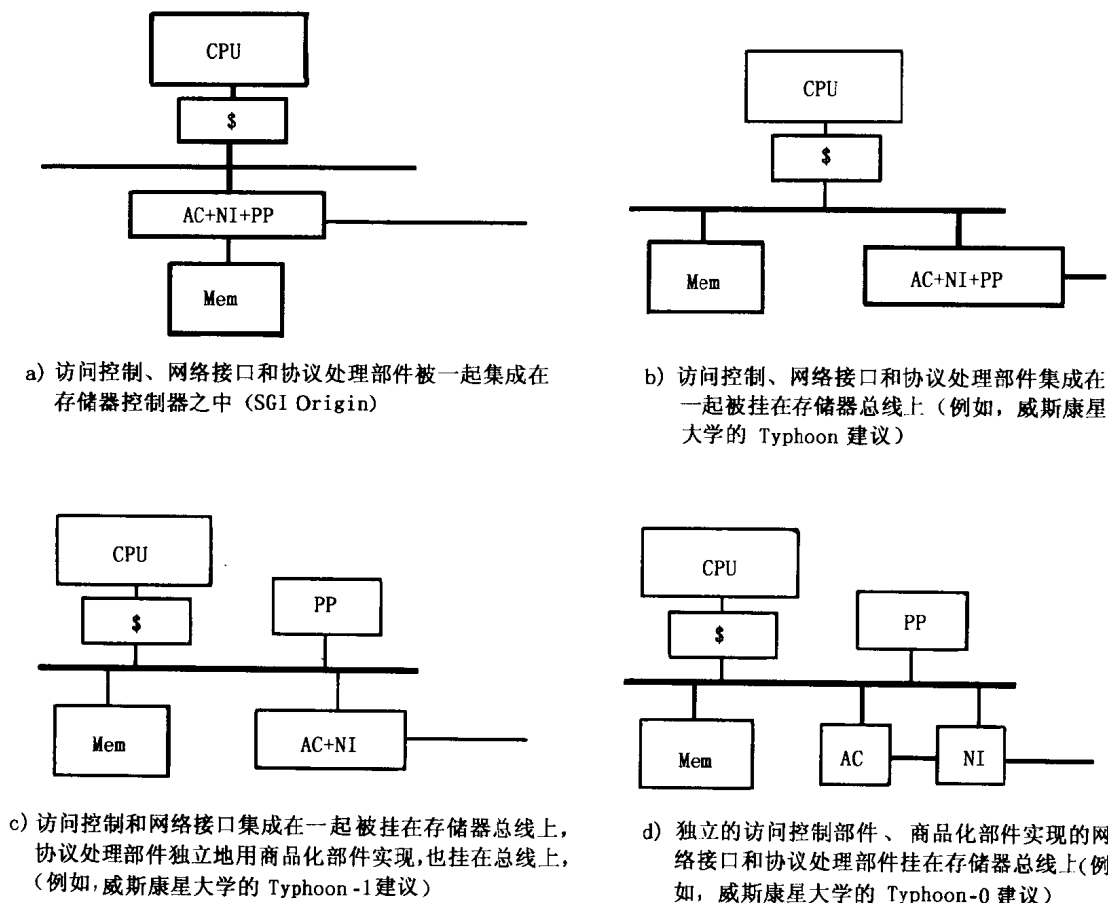 CPU
$
AC+NI+PP
Mem
a) 访问控制、网络接口和协议处理部件被一起集成在
存储器控制器之中 (SGI Origin)
CPU
$
Mem
AC+NI+PP
b) 访问控制、网络接口和协议处理部件集成在
一起被挂在存储器总线上（例如，威斯康星
大学的 Typhoon 建议）
CPU
$
PP
Mem
AC+NI
c) 访问控制和网络接口集成在一起被挂在存储器总线上，
协议处理部件独立地用商品化部件实现，也挂在总线上，
（例如，威斯康星大学的 Typhoon-1建议）
CPU
$
PP
Mem
AC
NI
d) 独立的访问控制部件、商品化部件实现的网
络接口和协议处理部件挂在存储器总线上(例
如，威斯康星大学的 Typhoon-0 建议）